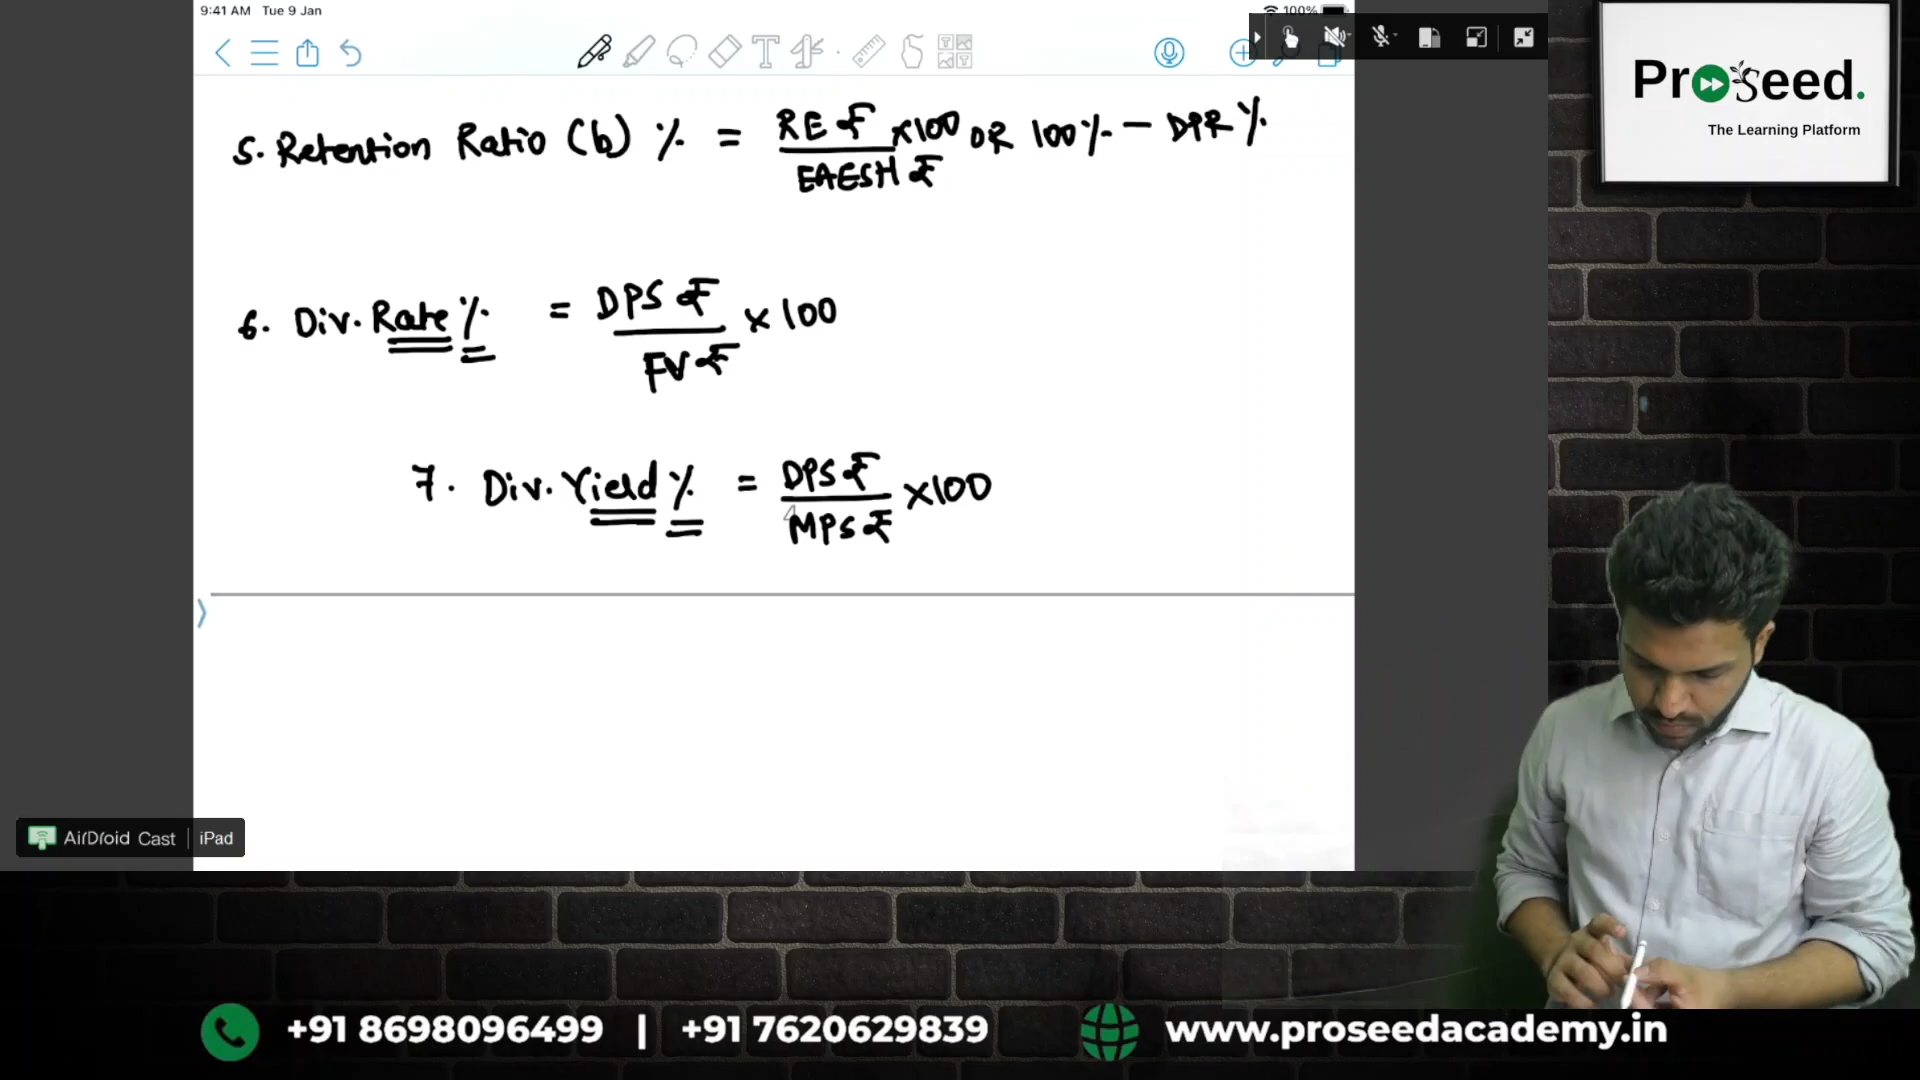 9:41 AM Tue 9 Jan
100%
Proseed.
The Learning Platform
5. Retention Ratio (b) % = RE ₹ / EAESH ₹ ×100 OR 100% - DPR %
6. Div. Rate % = DPS ₹ / FV ₹ × 100
7. Div. Yield % = DPS ₹ / MPS ₹ ×100
AirDroid Cast | iPad
+91 8698096499 | +91 7620629839
www.proseedacademy.in